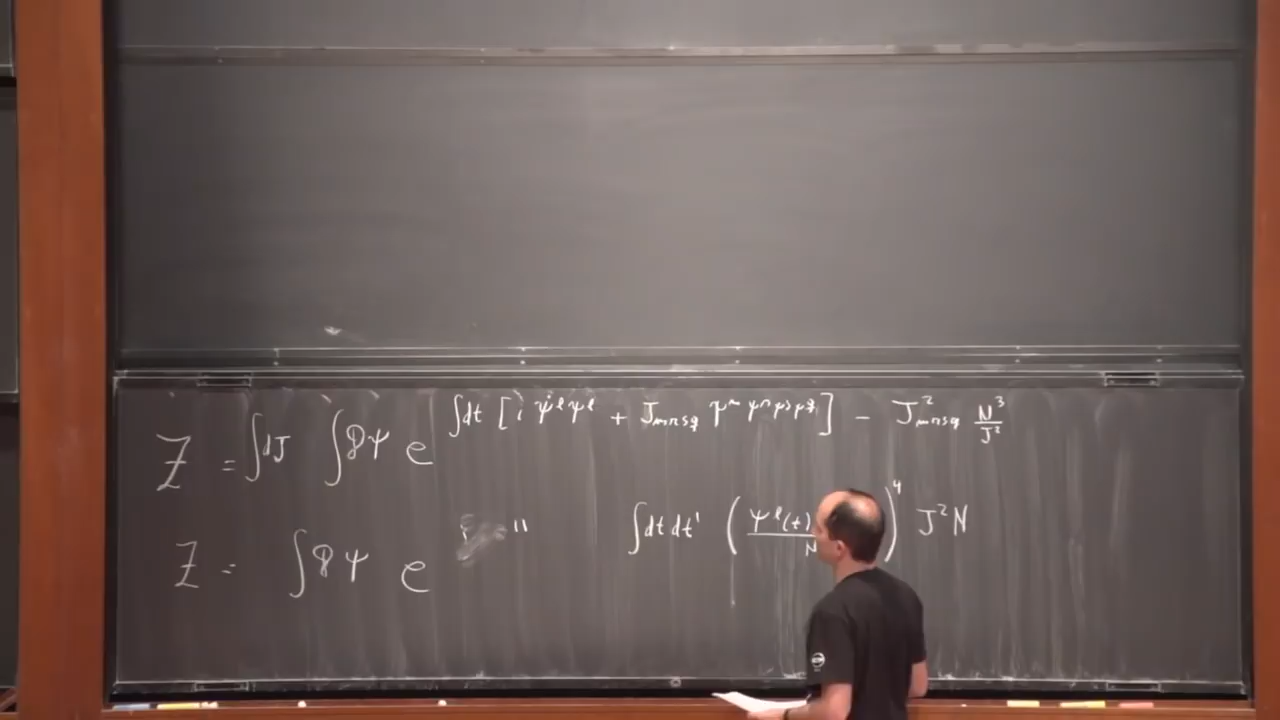 Z = ∫dJ ∫𝒟ψ e^{∫dt [i ψ̇^l ψ^l + J_{mnsq} ψ^m ψ^n ψ^s ψ^q] − J²_{mnsq} N³/J²}
Z = ∫𝒟ψ e^{" ∫dt dt' (ψ^l(t) / N)^4 J² N}